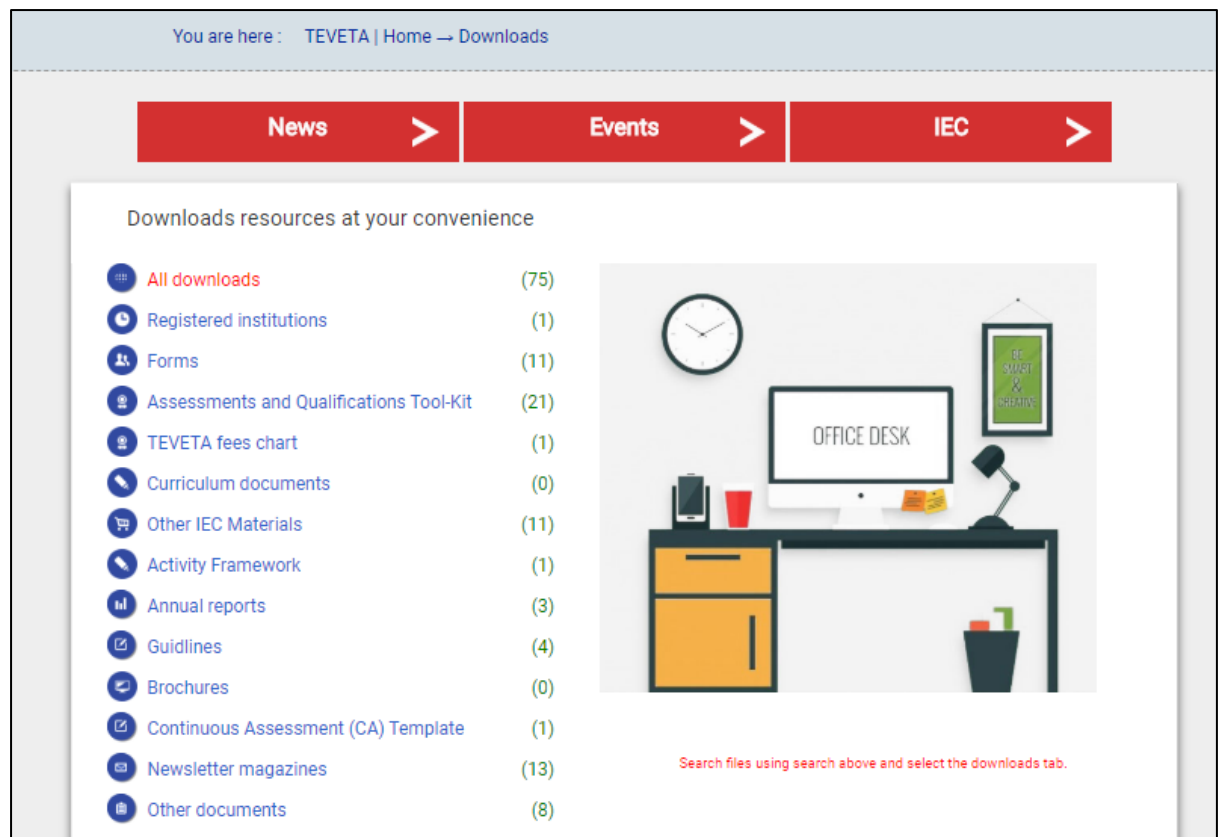 You are here : TEVETA | Home → Downloads
News > Events > IEC >
Downloads resources at your convenience
All downloads (75)
Registered institutions (1)
Forms (11)
Assessments and Qualifications Tool-Kit (21)
TEVETA fees chart (1)
Curriculum documents (0)
Other IEC Materials (11)
Activity Framework (1)
Annual reports (3)
Guidlines (4)
Brochures (0)
Continuous Assessment (CA) Template (1)
Newsletter magazines (13)
Other documents (8)
BE
SMART
&
CREATIVE
OFFICE DESK
Search files using search above and select the downloads tab.